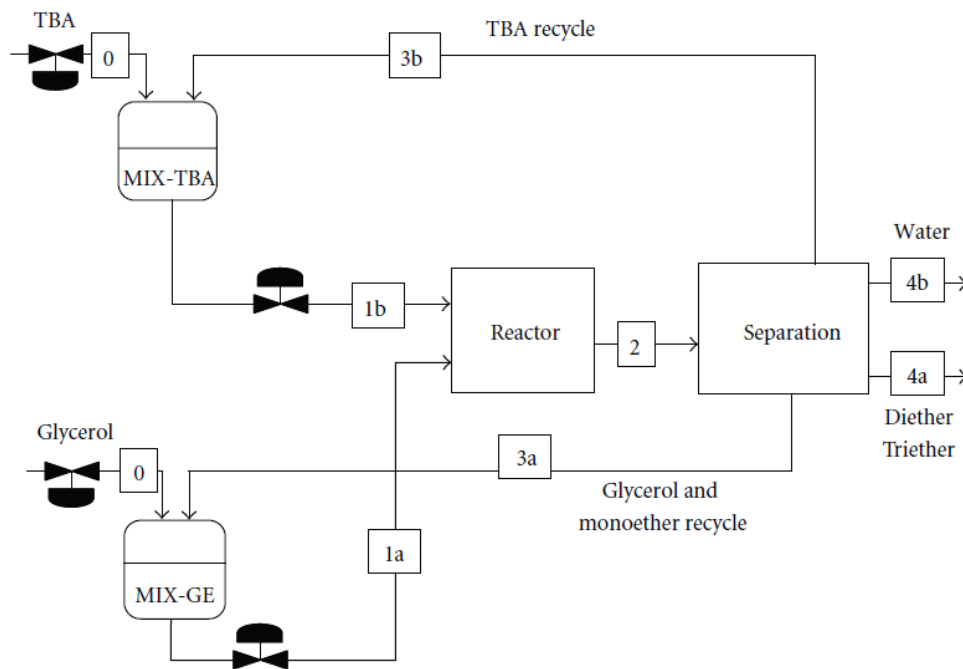 TBA
0
3b
TBA recycle
MIX-TBA
Water
4b
1b
Reactor
2
Separation
4a
Diether
Triether
Glycerol
0
3a
Glycerol and
monoether recycle
1a
MIX-GE